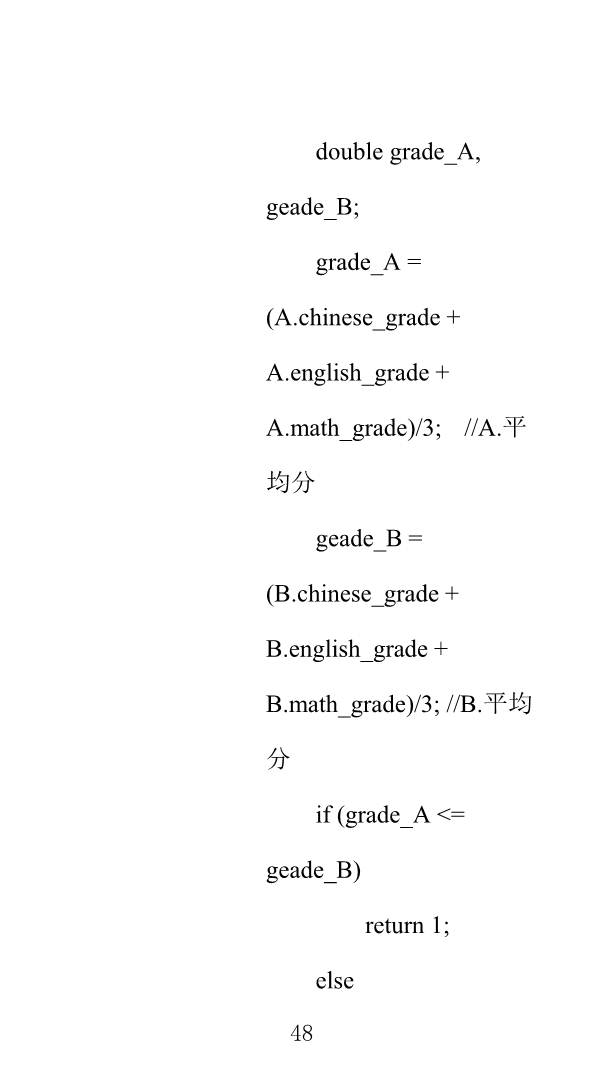 double grade_A,
geade_B;
grade_A =
(A.chinese_grade +
A.english_grade +
A.math_grade)/3;    //A.平
均分
geade_B =
(B.chinese_grade +
B.english_grade +
B.math_grade)/3; //B.平均
分
if (grade_A <=
geade_B)
return 1;
else
48